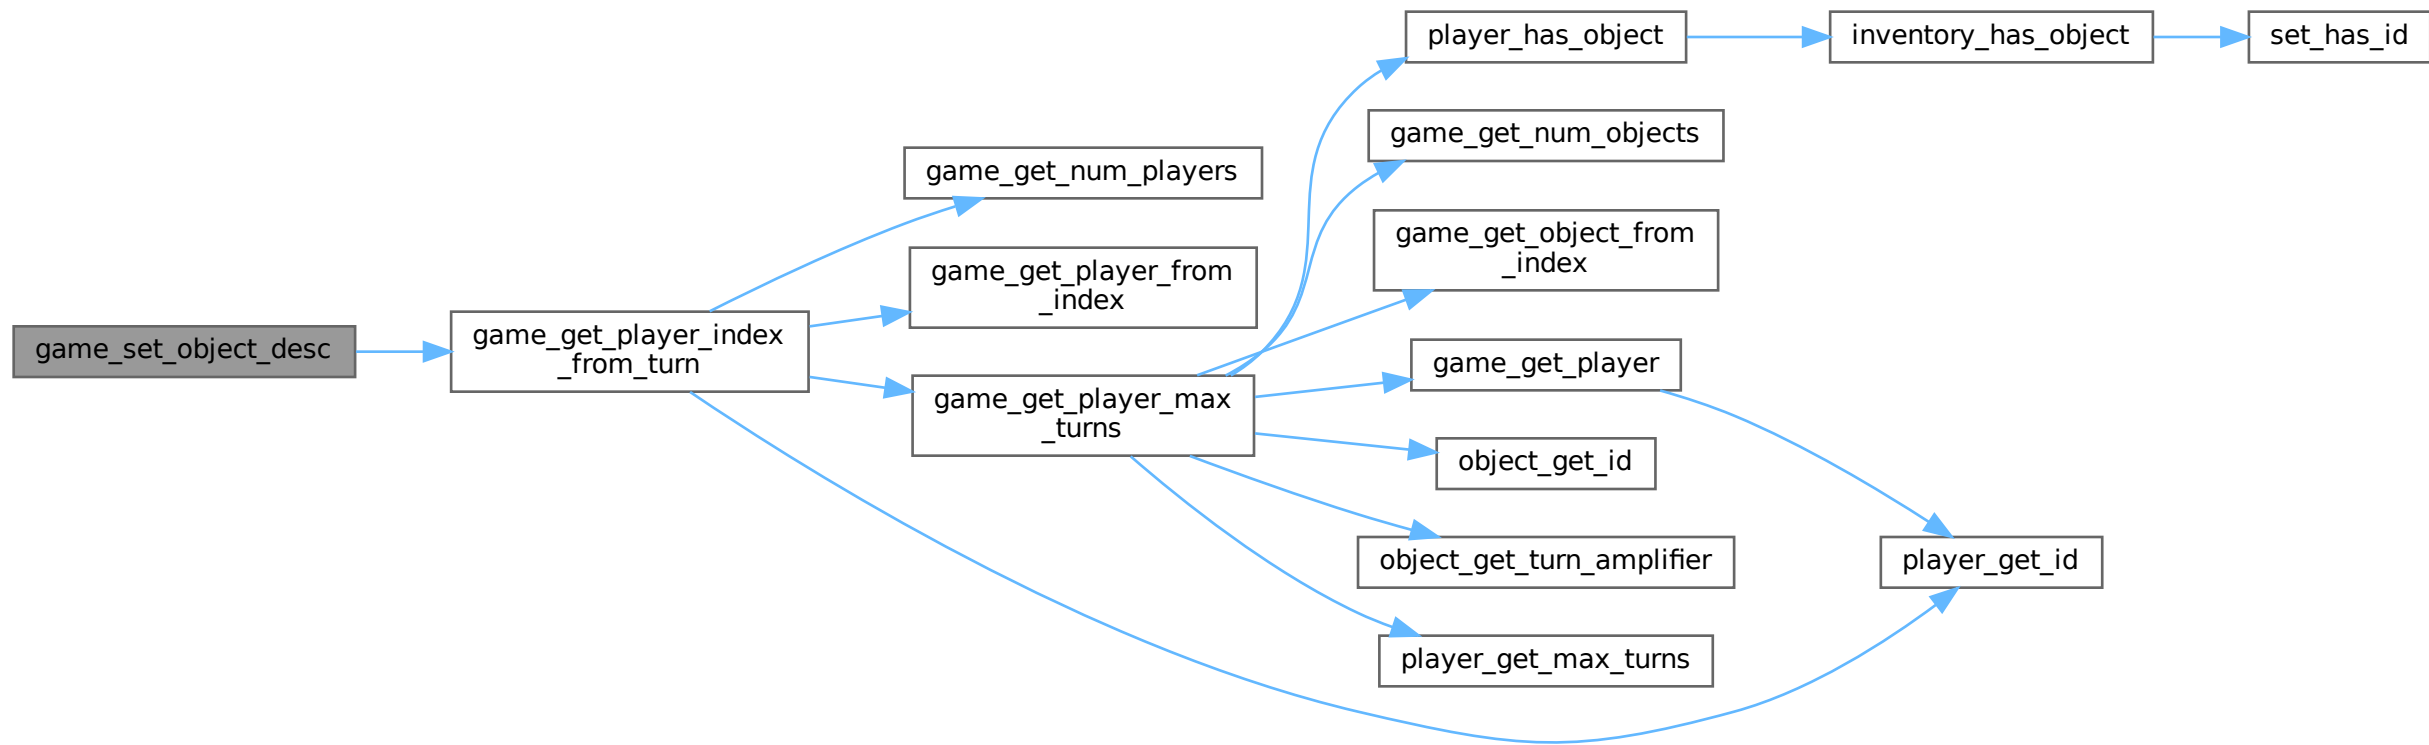 game_set_object_desc
game_get_player_index
_from_turn
game_get_num_players
game_get_player_from
_index
game_get_player_max
_turns
player_has_object
game_get_num_objects
game_get_object_from
_index
game_get_player
object_get_id
object_get_turn_amplifier
player_get_max_turns
inventory_has_object
player_get_id
set_has_id